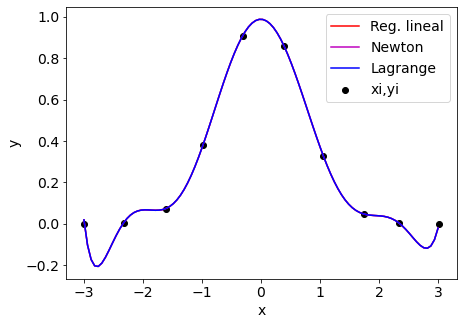 Reg. lineal
Newton
Lagrange
xi,yi
1.0
0.8
0.6
0.4
0.2
0.0
−0.2
y
−3 −2 −1 0 1 2 3
x